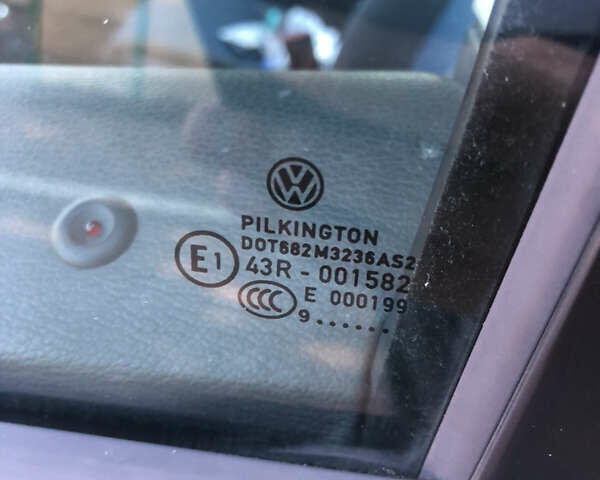 PILKINGTON
DOT682M3236AS2
E1 43R - 001582
CCC E 000199
9......